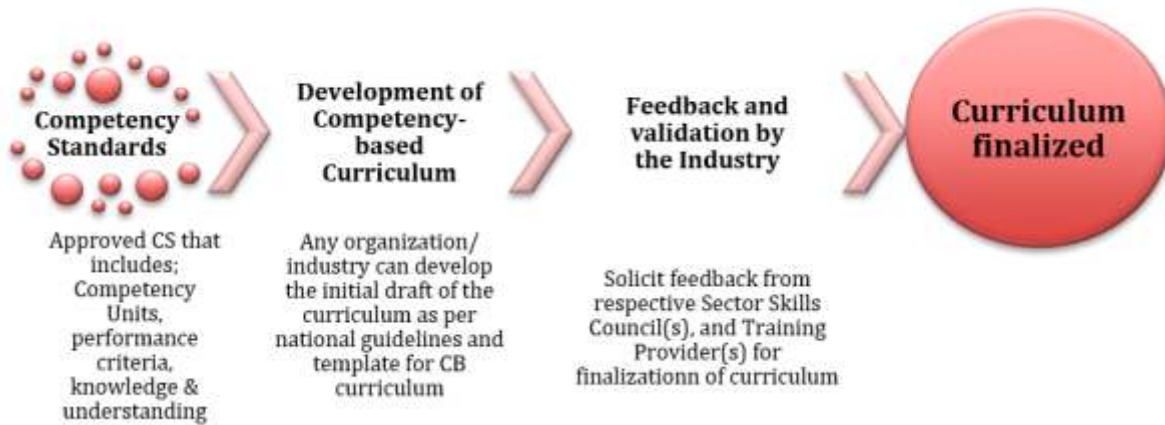 Competency
Standards
Approved CS that
includes;
Competency
Units,
performance
criteria,
knowledge &
understanding
Development of
Competency-
based
Curriculum
Any organization/
industry can develop
the initial draft of the
curriculum as per
national guidelines and
template for CB
curriculum
Feedback and
validation by
the Industry
Solicit feedback from
respective Sector Skills
Council(s), and Training
Provider(s) for
finalizationn of curriculum
Curriculum
finalized